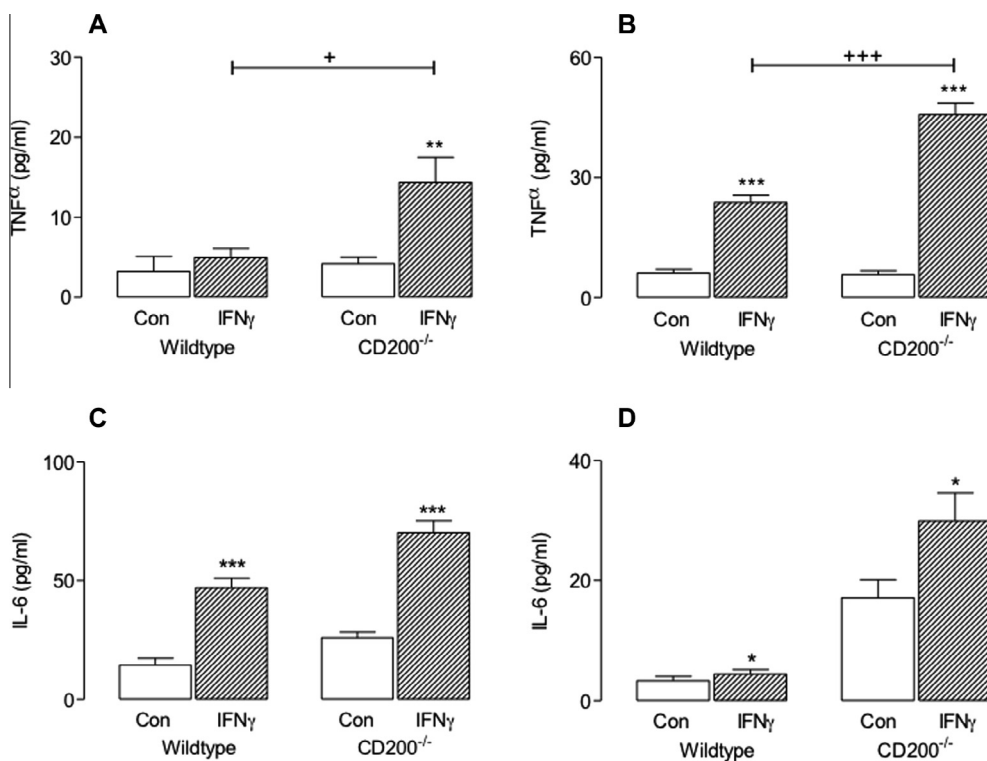 A
30
20
10
0
TNFα (pg/ml)
+
**
Con IFNγ Con IFNγ
Wildtype CD200-/-
B
60
30
0
TNFα (pg/ml)
+++
***
***
Con IFNγ Con IFNγ
Wildtype CD200-/-
C
100
50
0
IL-6 (pg/ml)
***
***
Con IFNγ Con IFNγ
Wildtype CD200-/-
D
40
20
0
IL-6 (pg/ml)
*
*
Con IFNγ Con IFNγ
Wildtype CD200-/-